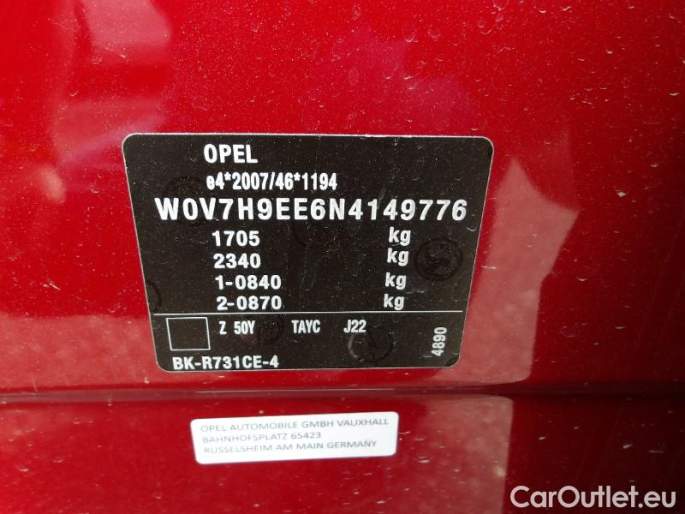 OPEL
e4*2007/46*1194
W0V7H9EE6N4149776
1705 kg
2340 kg
1-0840 kg
2-0870 kg
Z 50Y TAYC J22
4890
BK-R731CE-4
OPEL AUTOMOBILE GMBH VAUXHALL
BAHNHOFSPLATZ 65423
RUSSELSHEIM AM MAIN GERMANY
CarOutlet.eu